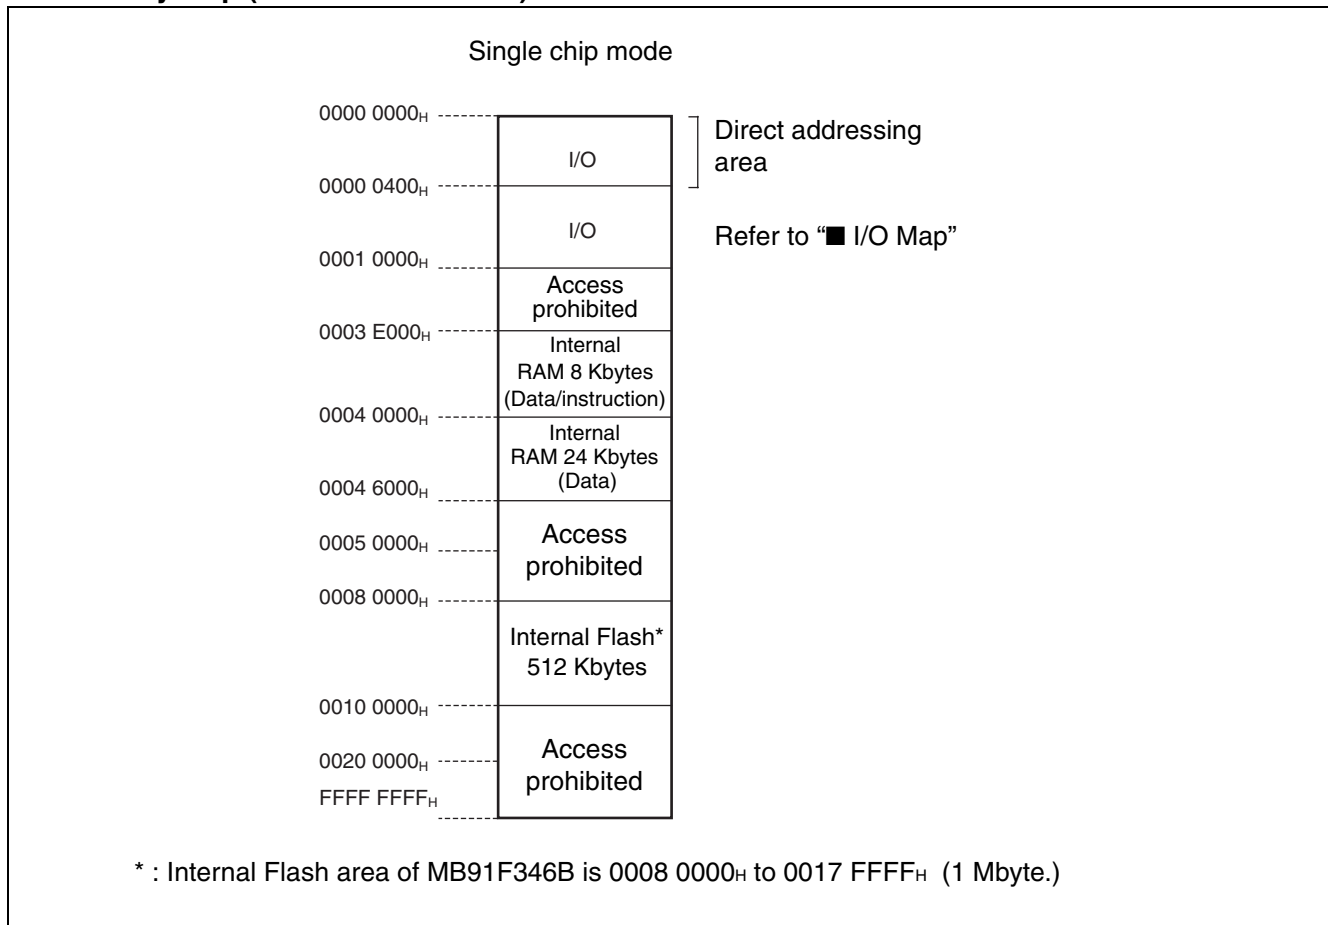 Single chip mode
0000 0000H
I/O
Direct addressing
area
0000 0400H
I/O
Refer to “■ I/O Map”
0001 0000H
Access
prohibited
0003 E000H
Internal
RAM 8 Kbytes
(Data/instruction)
0004 0000H
Internal
RAM 24 Kbytes
(Data)
0004 6000H
Access
prohibited
0005 0000H
0008 0000H
Internal Flash*
512 Kbytes
0010 0000H
Access
prohibited
0020 0000H
FFFF FFFFH
* : Internal Flash area of MB91F346B is 0008 0000H to 0017 FFFFH (1 Mbyte.)